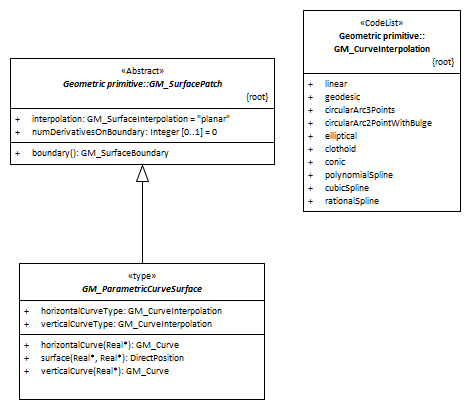 «Abstract»
Geometric primitive::GM_SurfacePatch
{root}
+ interpolation: GM_SurfaceInterpolation = "planar"
+ numDerivativesOnBoundary: Integer [0..1] = 0
+ boundary(): GM_SurfaceBoundary
«CodeList»
Geometric primitive::
GM_CurveInterpolation
{root}
+ linear
+ geodesic
+ circularArc3Points
+ circularArc2PointWithBulge
+ elliptical
+ clothoid
+ conic
+ polynomialSpline
+ cubicSpline
+ rationalSpline
«type»
GM_ParametricCurveSurface
+ horizontalCurveType: GM_CurveInterpolation
+ verticalCurveType: GM_CurveInterpolation
+ horizontalCurve(Real*): GM_Curve
+ surface(Real*, Real*): DirectPosition
+ verticalCurve(Real*): GM_Curve